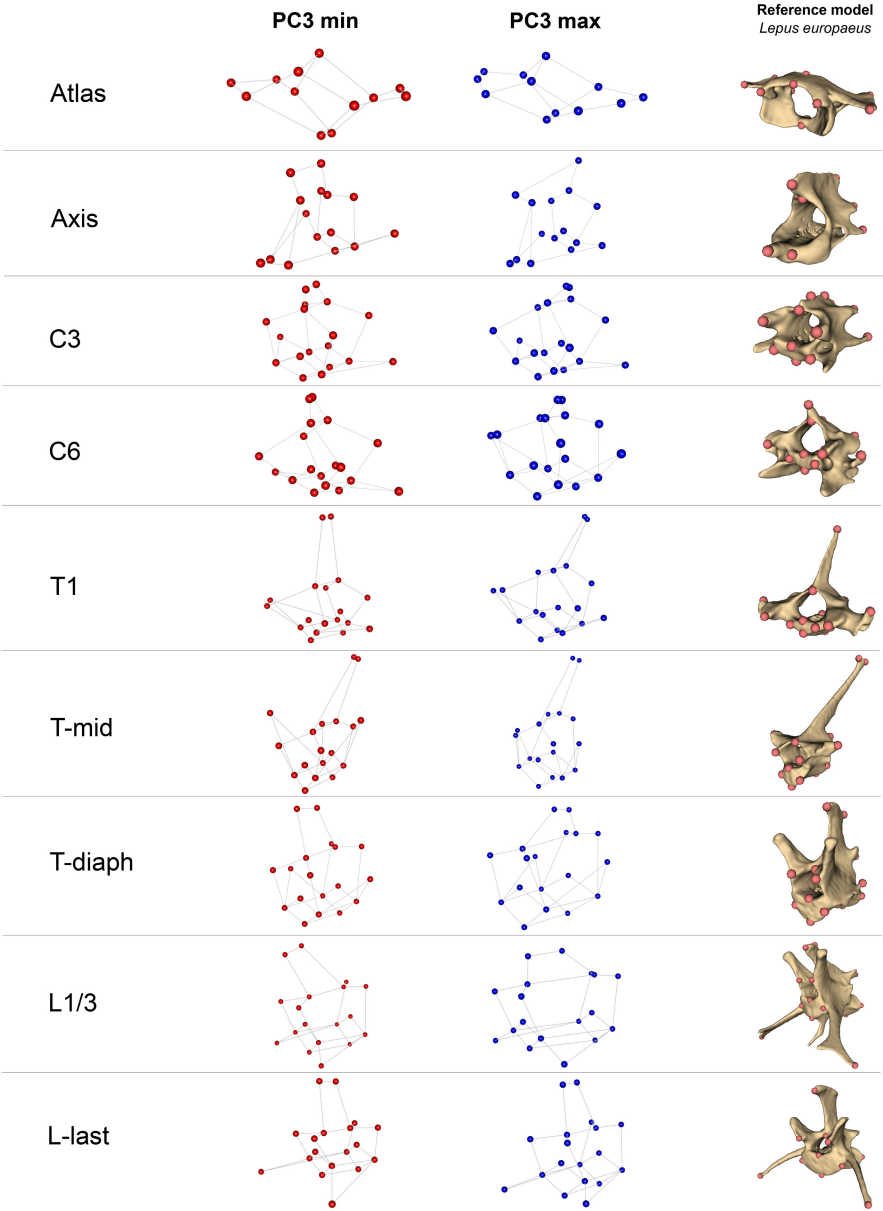 PC3 min
PC3 max
Reference model
Lepus europaeus
Atlas
Axis
C3
C6
T1
T-mid
T-diaph
L1/3
L-last